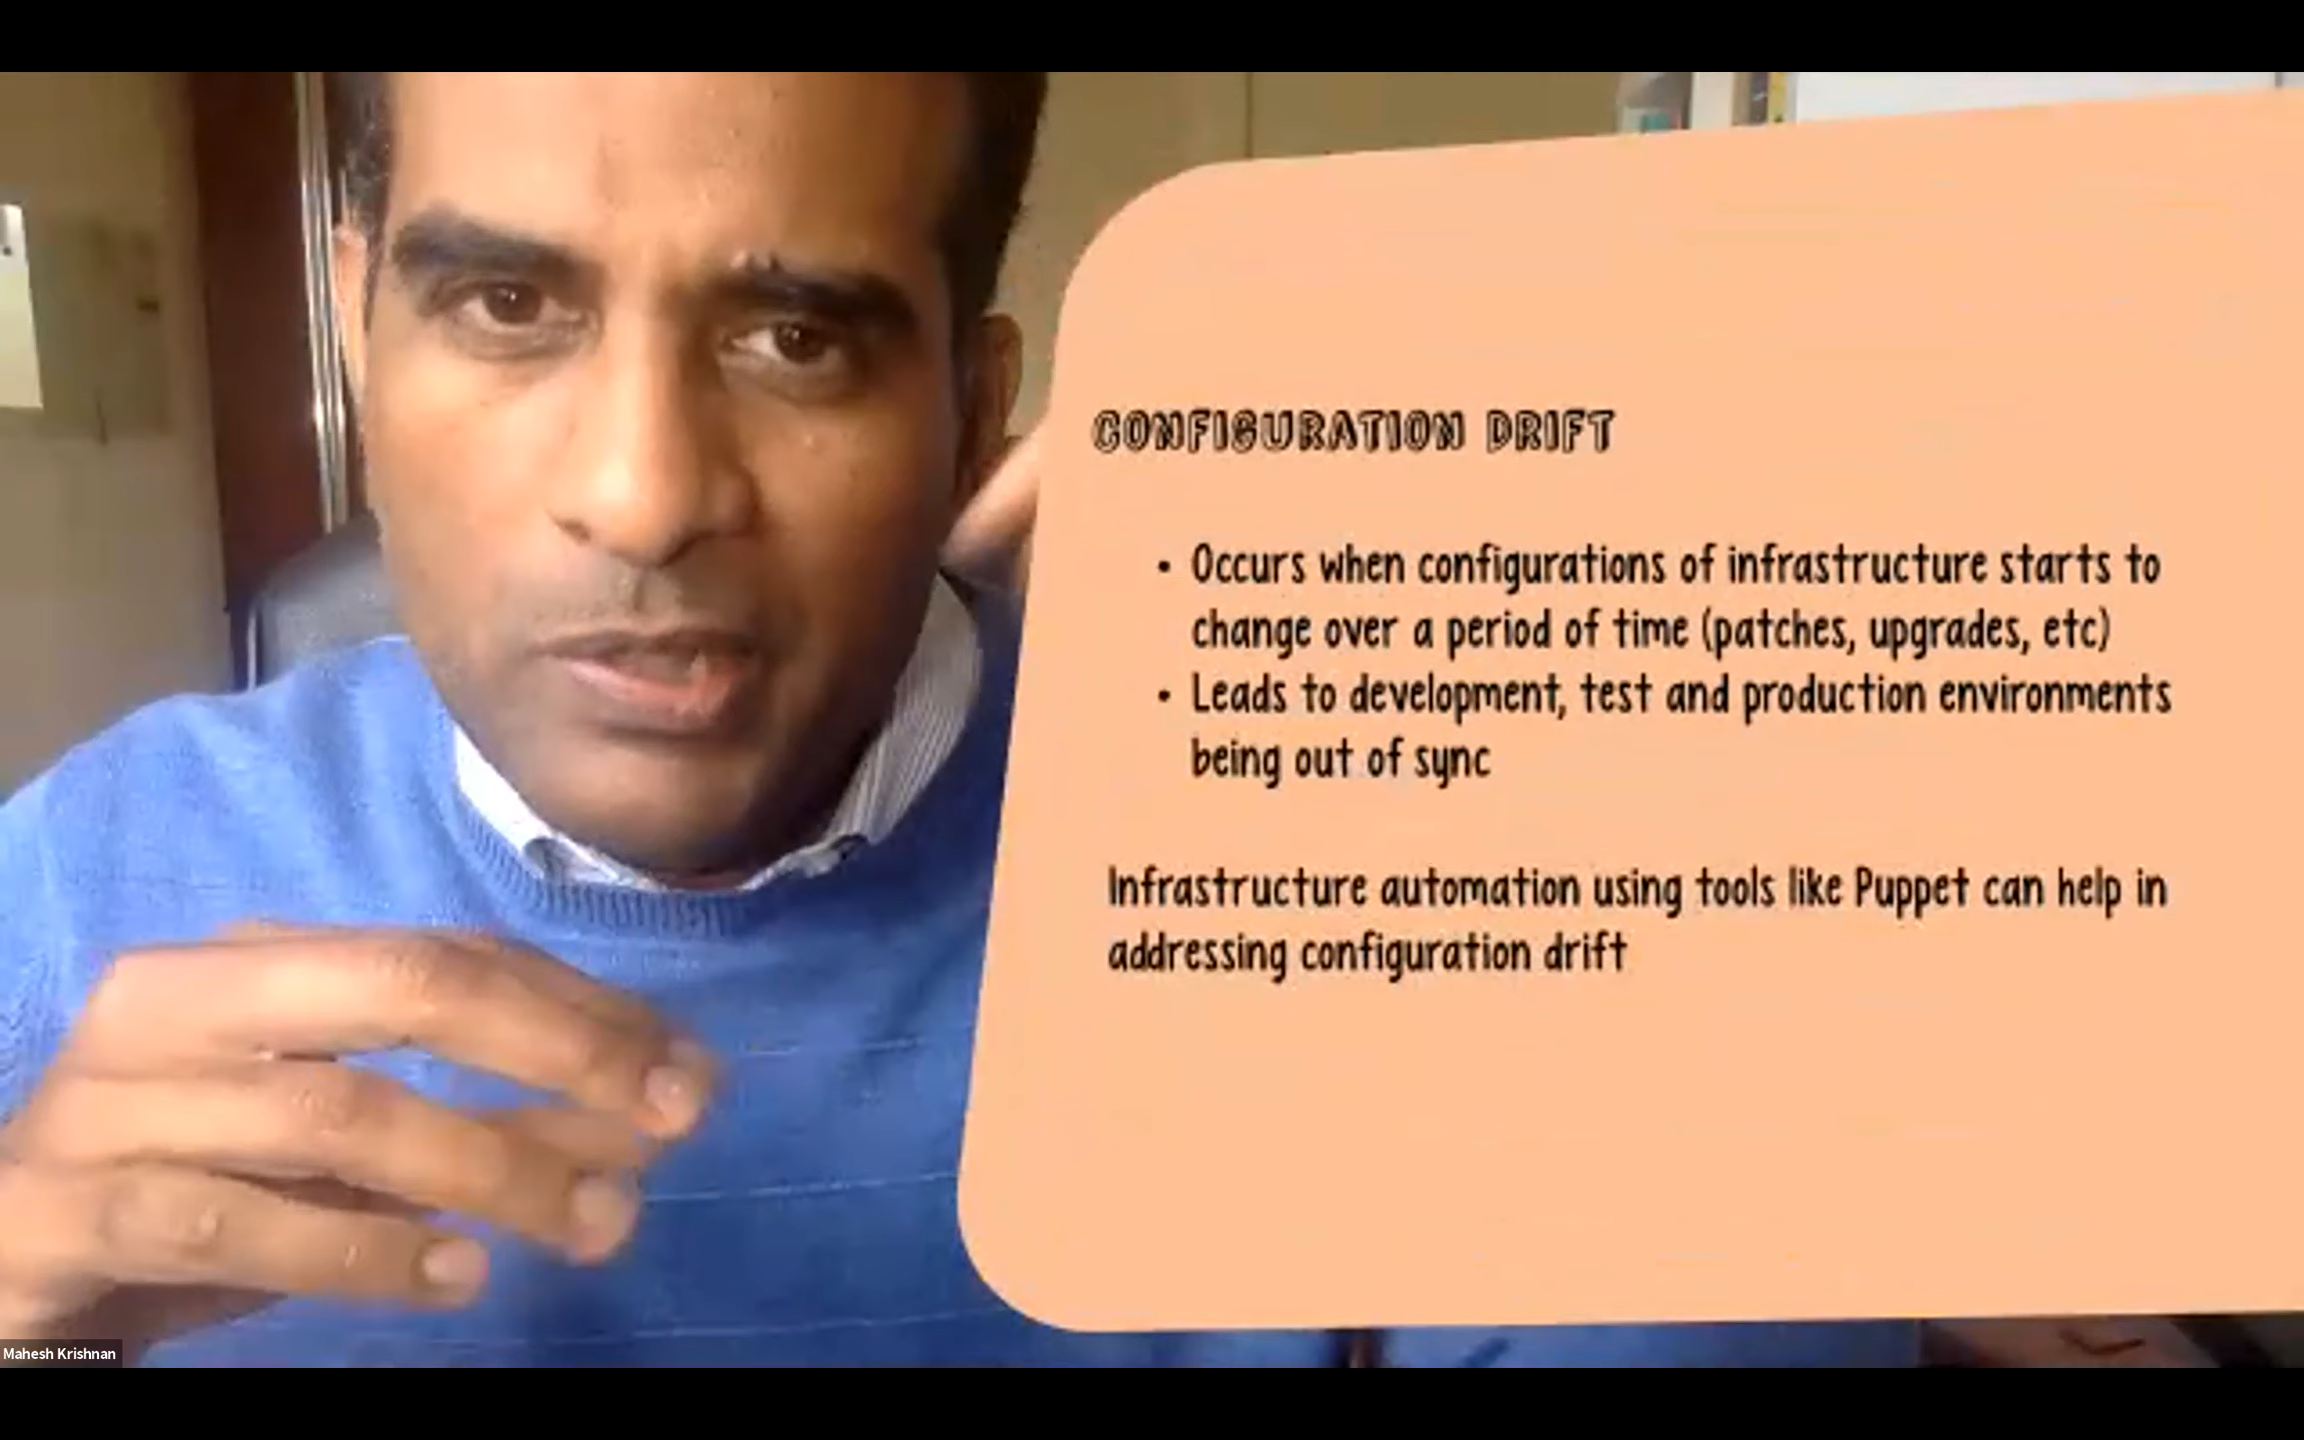 CONFIGURATION DRIFT
• Occurs when configurations of infrastructure starts to
change over a period of time (patches, upgrades, etc)
• Leads to development, test and production environments
being out of sync
Infrastructure automation using tools like Puppet can help in
addressing configuration drift
Mahesh Krishnan